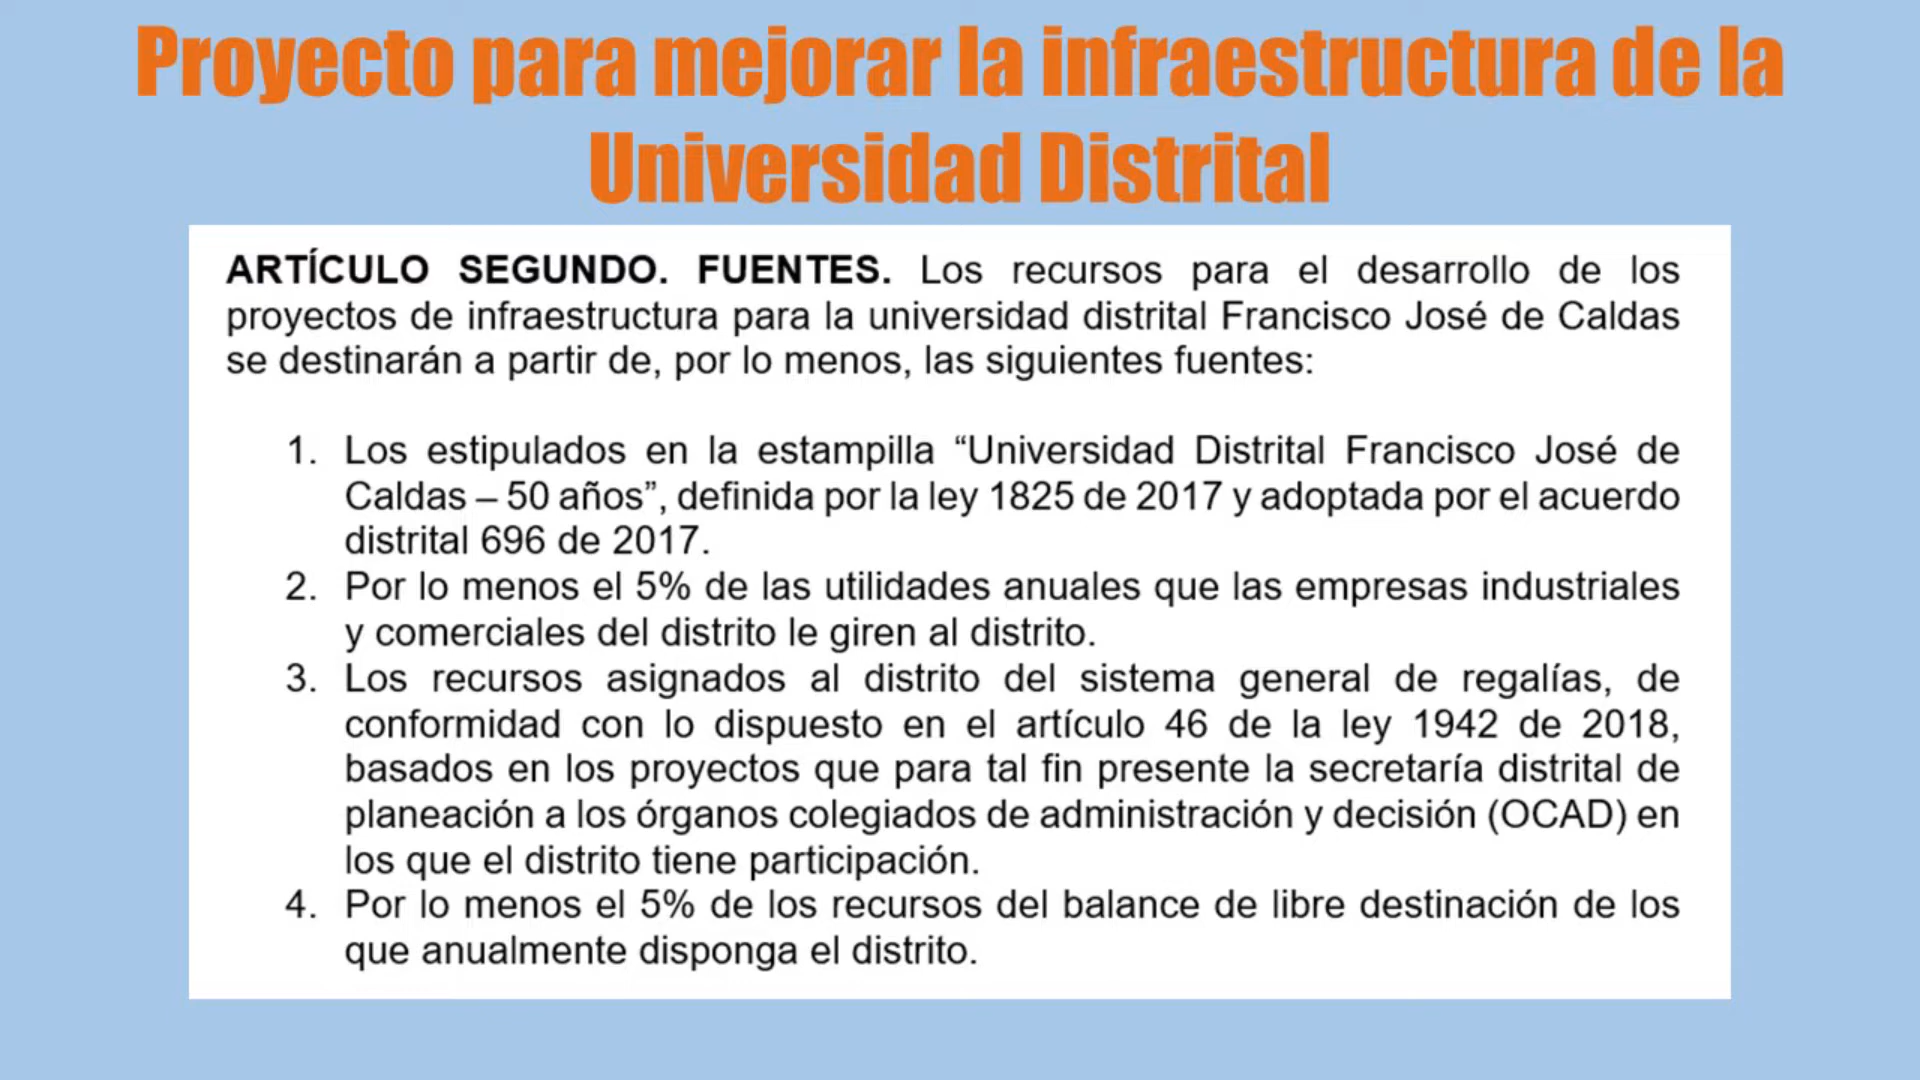 Proyecto para mejorar la infraestructura de la
Universidad Distrital
ARTÍCULO SEGUNDO. FUENTES. Los recursos para el desarrollo de los
proyectos de infraestructura para la universidad distrital Francisco José de Caldas
se destinarán a partir de, por lo menos, las siguientes fuentes:
1. Los estipulados en la estampilla “Universidad Distrital Francisco José de
Caldas – 50 años”, definida por la ley 1825 de 2017 y adoptada por el acuerdo
distrital 696 de 2017.
2. Por lo menos el 5% de las utilidades anuales que las empresas industriales
y comerciales del distrito le giren al distrito.
3. Los recursos asignados al distrito del sistema general de regalías, de
conformidad con lo dispuesto en el artículo 46 de la ley 1942 de 2018,
basados en los proyectos que para tal fin presente la secretaría distrital de
planeación a los órganos colegiados de administración y decisión (OCAD) en
los que el distrito tiene participación.
4. Por lo menos el 5% de los recursos del balance de libre destinación de los
que anualmente disponga el distrito.